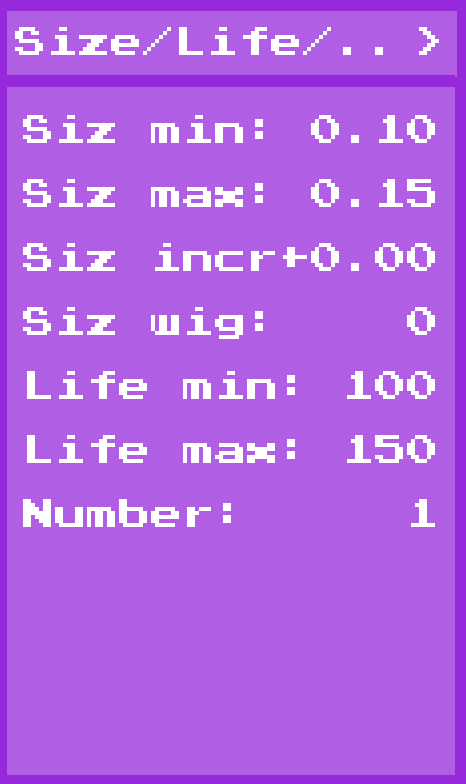 Size/Life/.. >
Siz min: 0.10
Siz max: 0.15
Siz incr+0.00
Siz wig: 0
Life min: 100
Life max: 150
Number: 1